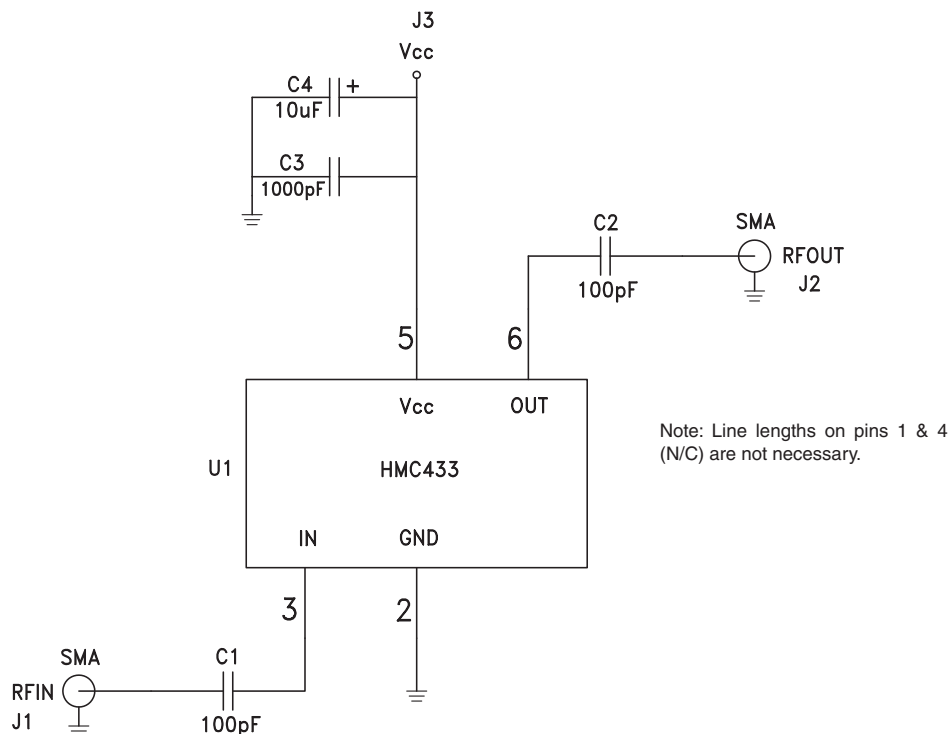 J3
Vcc
C4
+
10uF
C3
1000pF
C2
100pF
SMA
RFOUT
J2
5
6
Vcc
OUT
U1
HMC433
Note: Line lengths on pins 1 & 4
(N/C) are not necessary.
IN
GND
3
2
SMA
RFIN
J1
C1
100pF